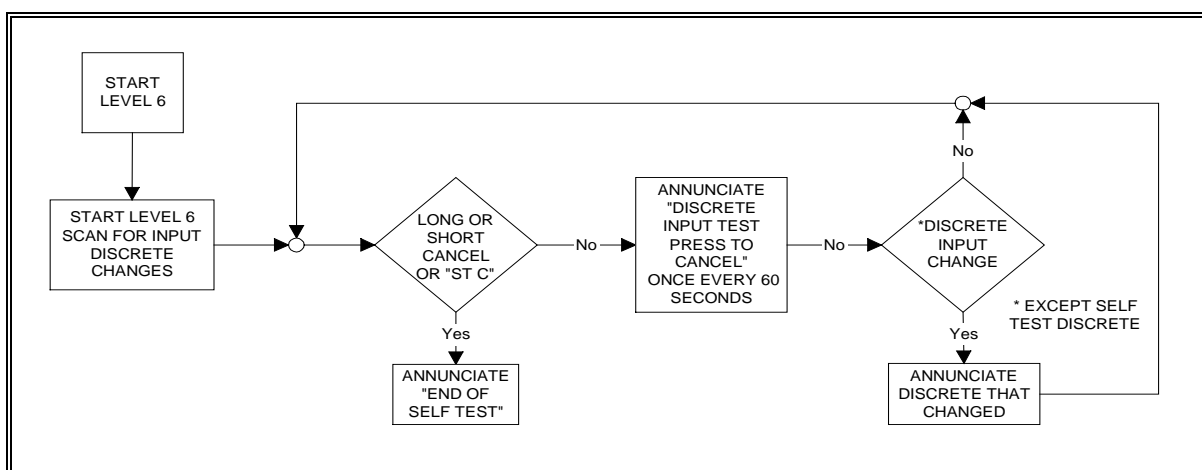 START
LEVEL 6
START LEVEL 6
SCAN FOR INPUT
DISCRETE
CHANGES
LONG OR
SHORT
CANCEL
OR "ST C"
No
Yes
ANNUNCIATE
"END OF
SELF TEST"
ANNUNCIATE
"DISCRETE
INPUT TEST
PRESS TO
CANCEL"
ONCE EVERY 60
SECONDS
No
*DISCRETE
INPUT
CHANGE
No
Yes
* EXCEPT SELF
TEST DISCRETE
ANNUNCIATE
DISCRETE THAT
CHANGED